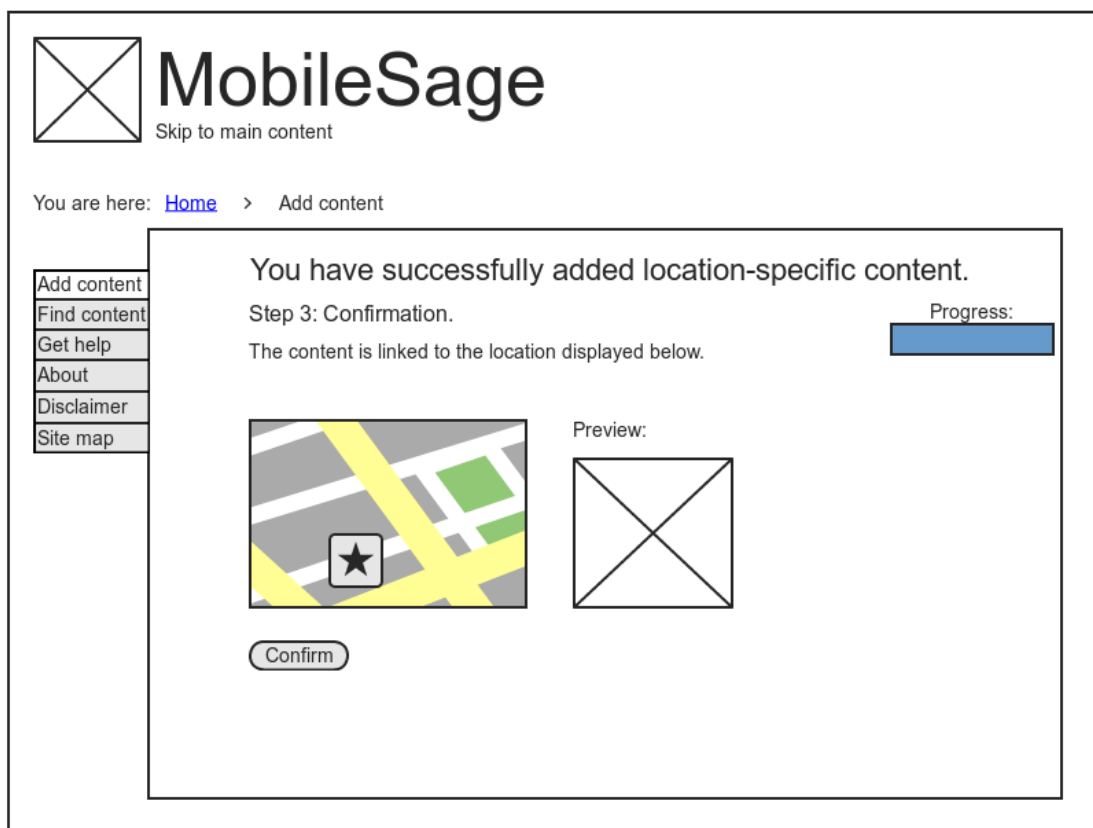 MobileSage
Skip to main content
You are here: Home > Add content
Add content
Find content
Get help
About
Disclaimer
Site map
You have successfully added location-specific content.
Step 3: Confirmation.
Progress:
The content is linked to the location displayed below.
Preview:
Confirm